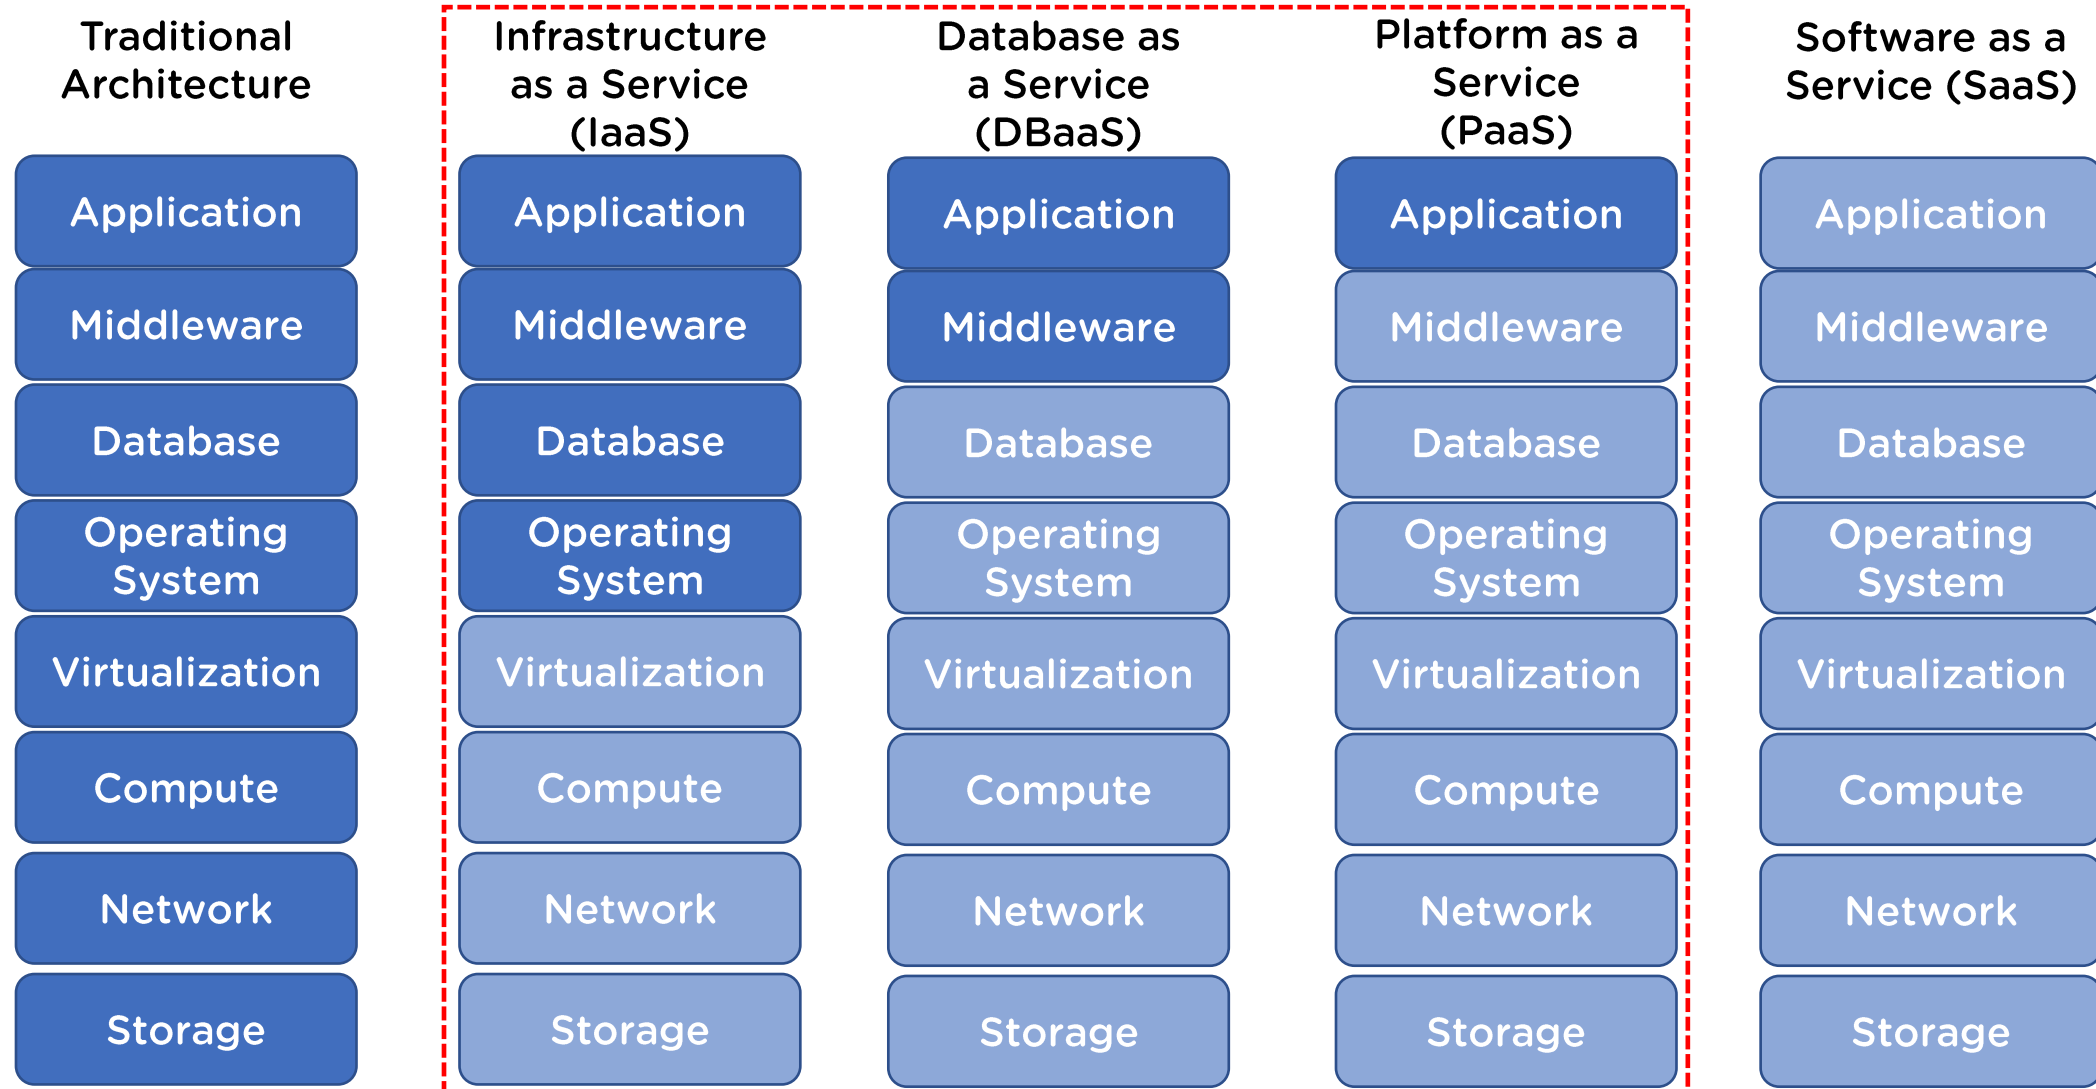 Traditional
Architecture
Application
Middleware
Database
Operating
System
Virtualization
Compute
Network
Storage
Infrastructure
as a Service
(IaaS)
Application
Middleware
Database
Operating
System
Virtualization
Compute
Network
Storage
Database as
a Service
(DBaaS)
Application
Middleware
Database
Operating
System
Virtualization
Compute
Network
Storage
Platform as a
Service
(PaaS)
Application
Middleware
Database
Operating
System
Virtualization
Compute
Network
Storage
Software as a
Service (SaaS)
Application
Middleware
Database
Operating
System
Virtualization
Compute
Network
Storage